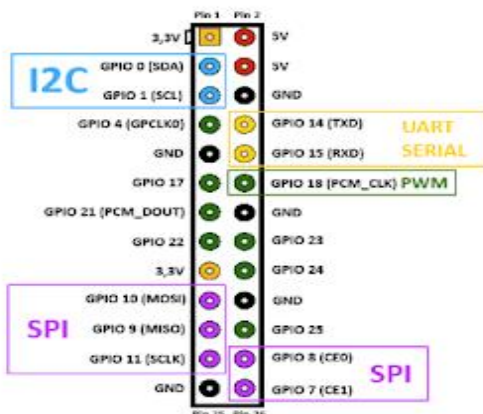 Pin 1 Pin 2
3,3V 5V
GPIO 0 (SDA) 5V
I2C
GPIO 1 (SCL) GND
GPIO 4 (GPCLK0) GPIO 14 (TXD) UART
GND GPIO 15 (RXD) SERIAL
GPIO 17 GPIO 18 (PCM_CLK) PWM
GPIO 21 (PCM_DOUT) GND
GPIO 22 GPIO 23
3,3V GPIO 24
GPIO 10 (MOSI) GND
SPI GPIO 9 (MISO) GPIO 25
GPIO 11 (SCLK) GPIO 8 (CE0)
SPI
GND GPIO 7 (CE1)